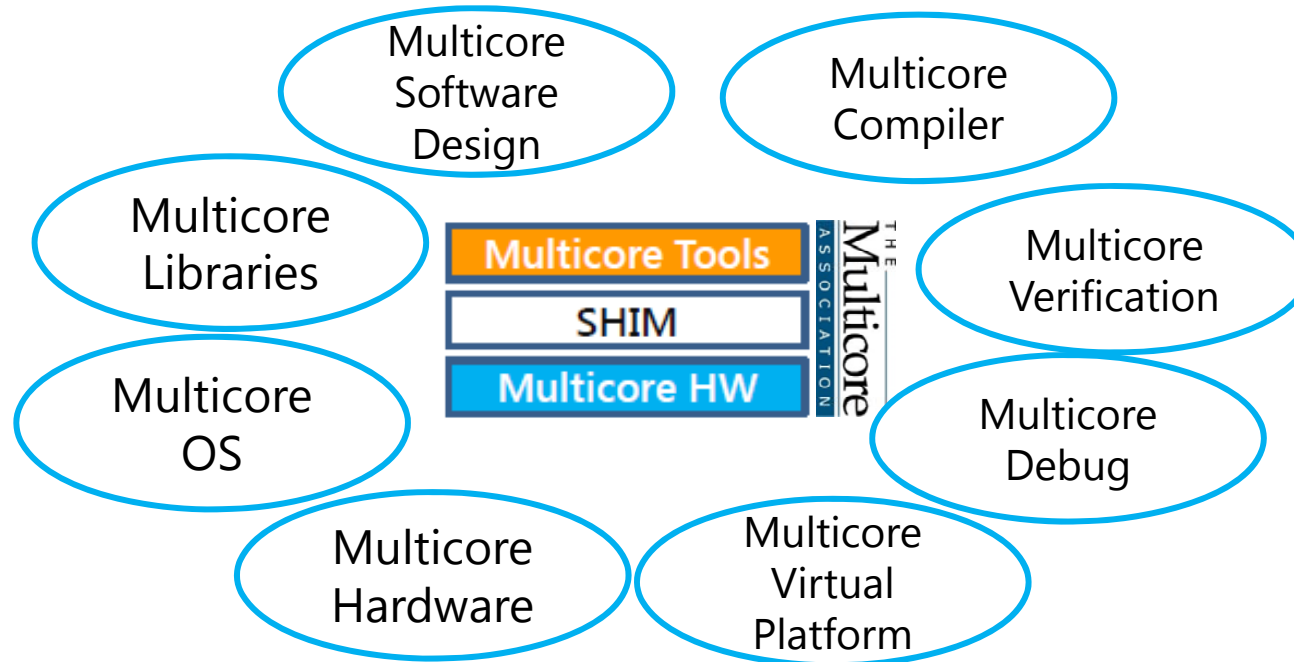 Multicore
Software
Design
Multicore
Compiler
Multicore
Libraries
Multicore Tools
SHIM
Multicore HW
THE
Multicore
ASSOCIATION
Multicore
Verification
Multicore
OS
Multicore
Debug
Multicore
Hardware
Multicore
Virtual
Platform